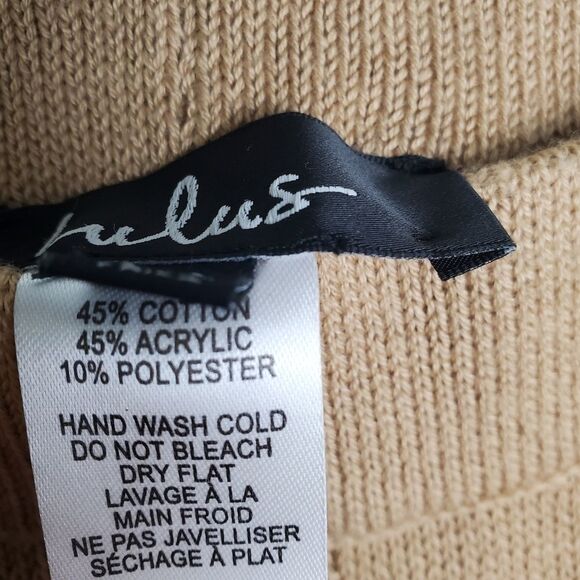 lulus
45% COTTON
45% ACRYLIC
10% POLYESTER
HAND WASH COLD
DO NOT BLEACH
DRY FLAT
LAVAGE À LA
MAIN FROID
NE PAS JAVELLISER
SÉCHAGE À PLAT